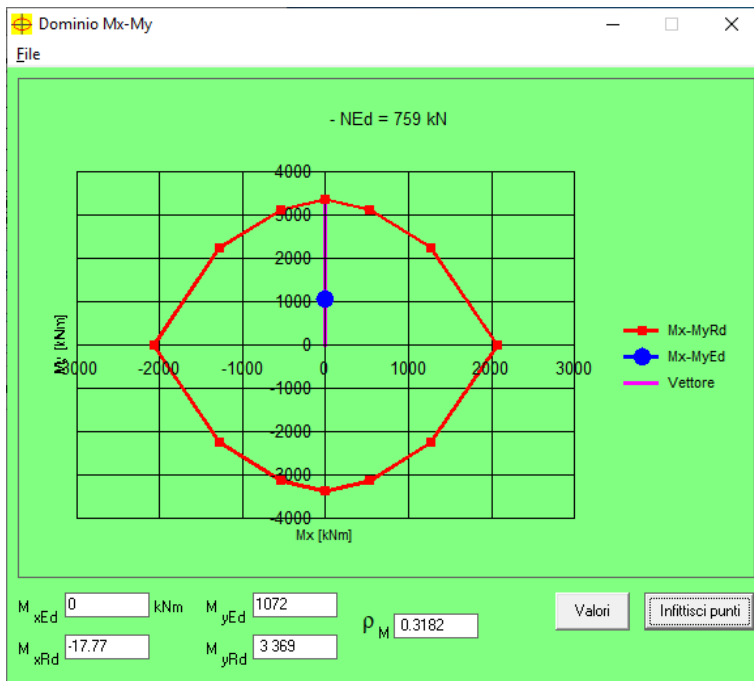 Dominio Mx-My
File
- NEd = 759 kN
4000
3000
2000
1000
0
-3000 -2000 -1000 0 1000 2000 3000
-1000
-2000
-3000
-4000
My [kNm]
Mx [kNm]
Mx-MyRd
Mx-MyEd
Vettore
M xEd 0 kNm M yEd 1072
M xRd -17.77 M yRd 3 369
ρ M 0.3182
Valori
Infittisci punti